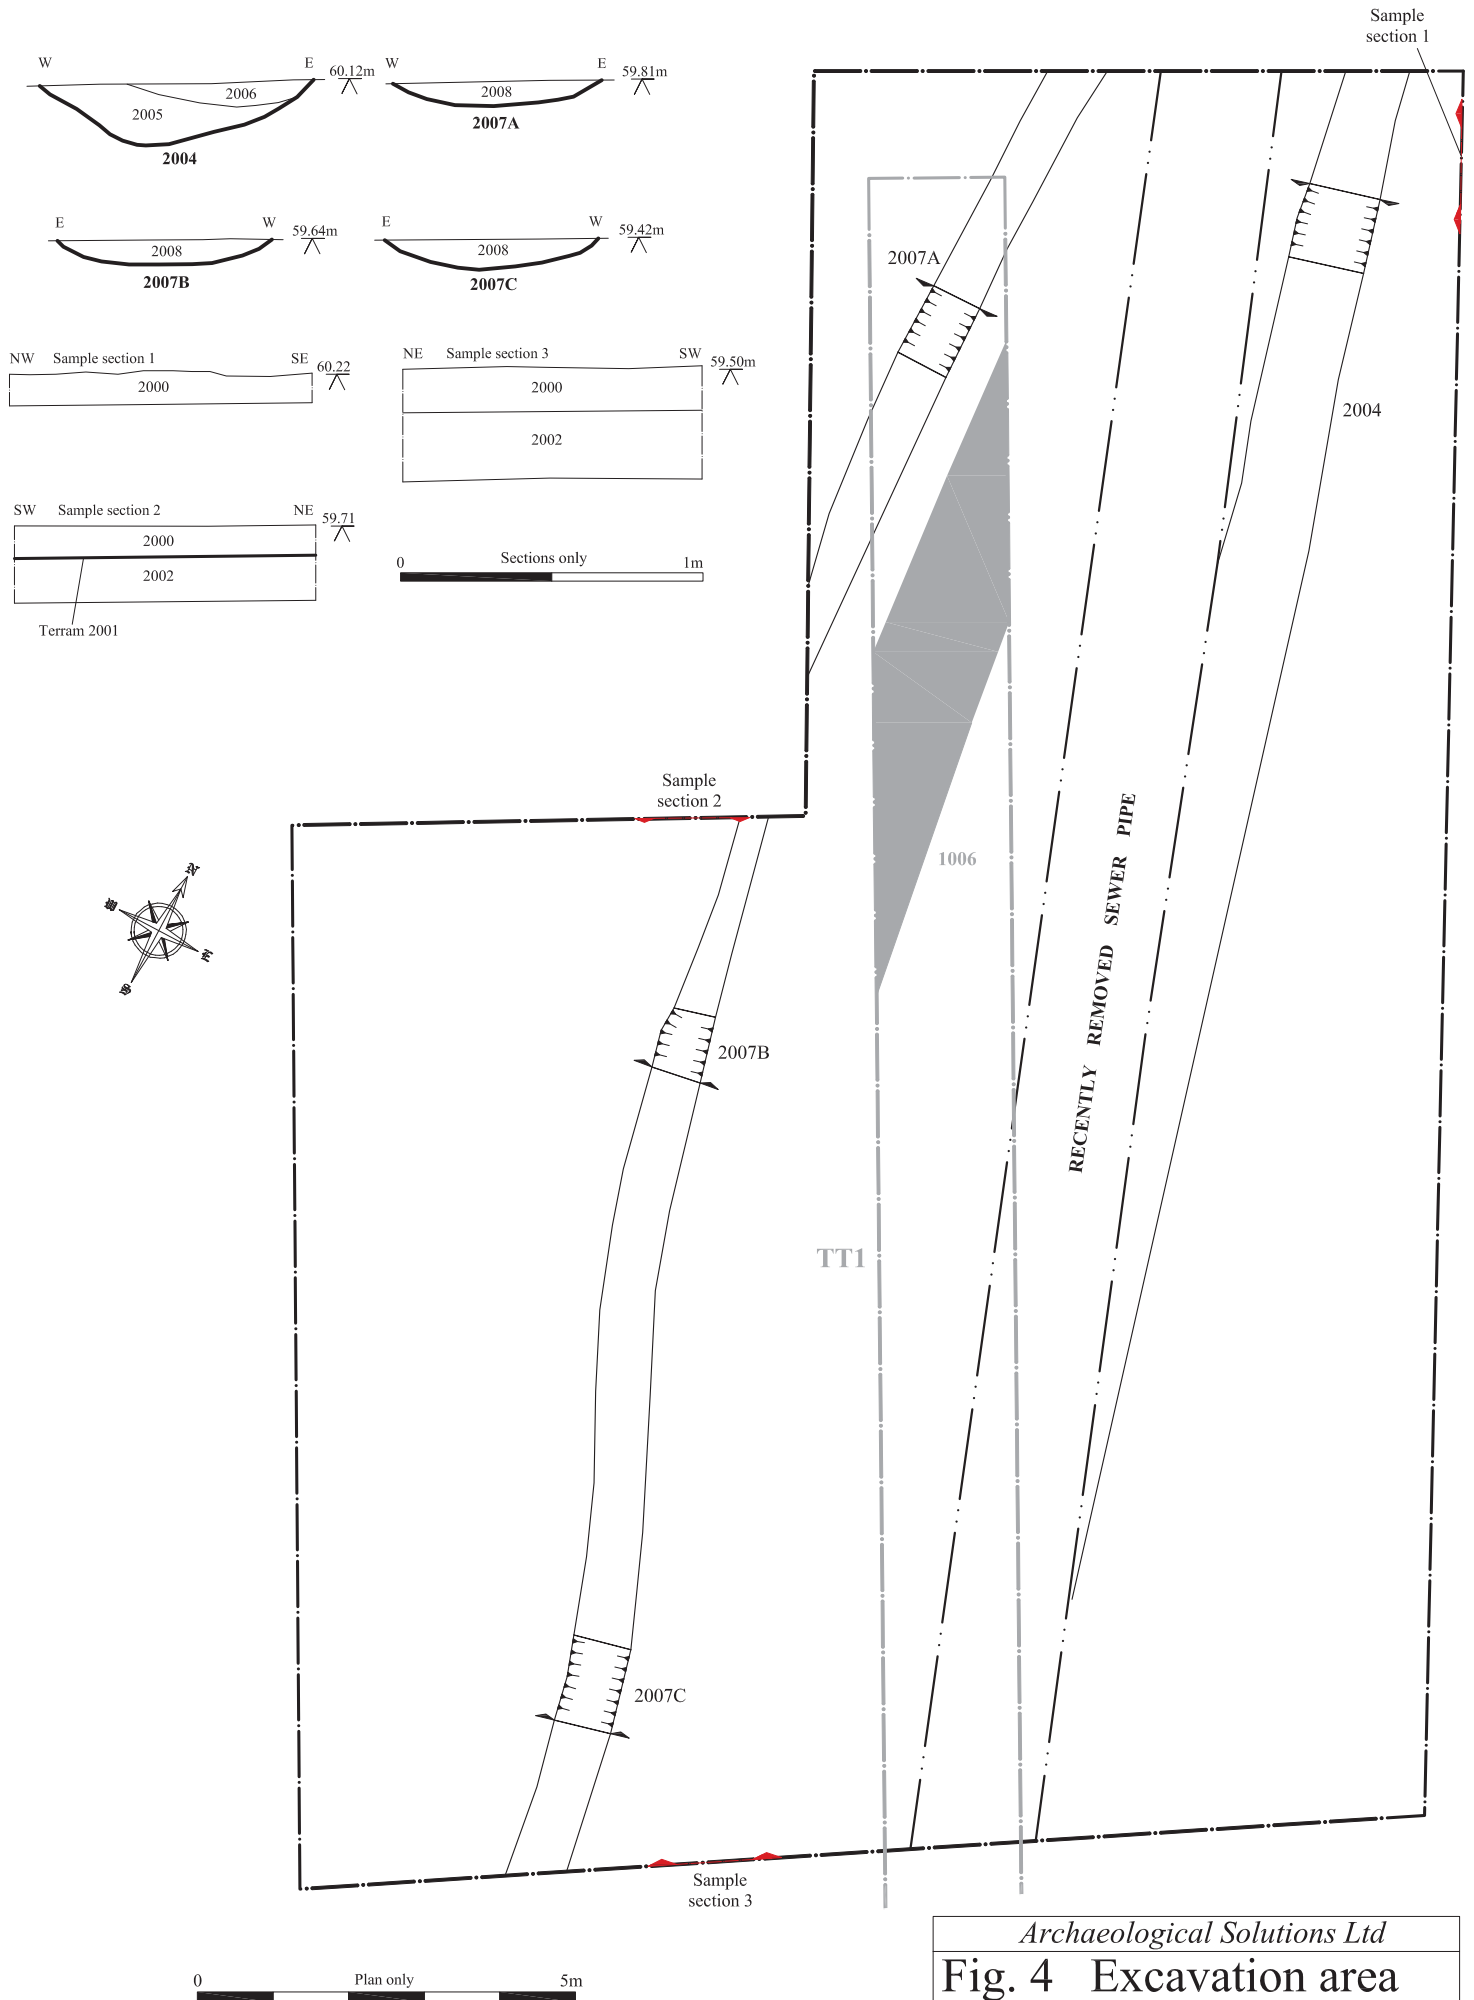 Sample
section 1
W
E
60.12m
2005
2006
2004
W
E
59.81m
2008
2007A
E
W
59.64m
2008
2007B
E
W
59.42m
2008
2007C
NW
Sample section 1
SE
60.22
2000
NE
Sample section 3
SW
59.50m
2000
2002
SW
Sample section 2
NE
59.71
2000
2002
Terram 2001
0
Sections only
1m
2007A
2004
Sample
section 2
N
E
S
W
1006
RECENTLY REMOVED SEWER PIPE
2007B
TT1
2007C
Sample
section 3
0
Plan only
5m
Archaeological Solutions Ltd
Fig. 4 Excavation area